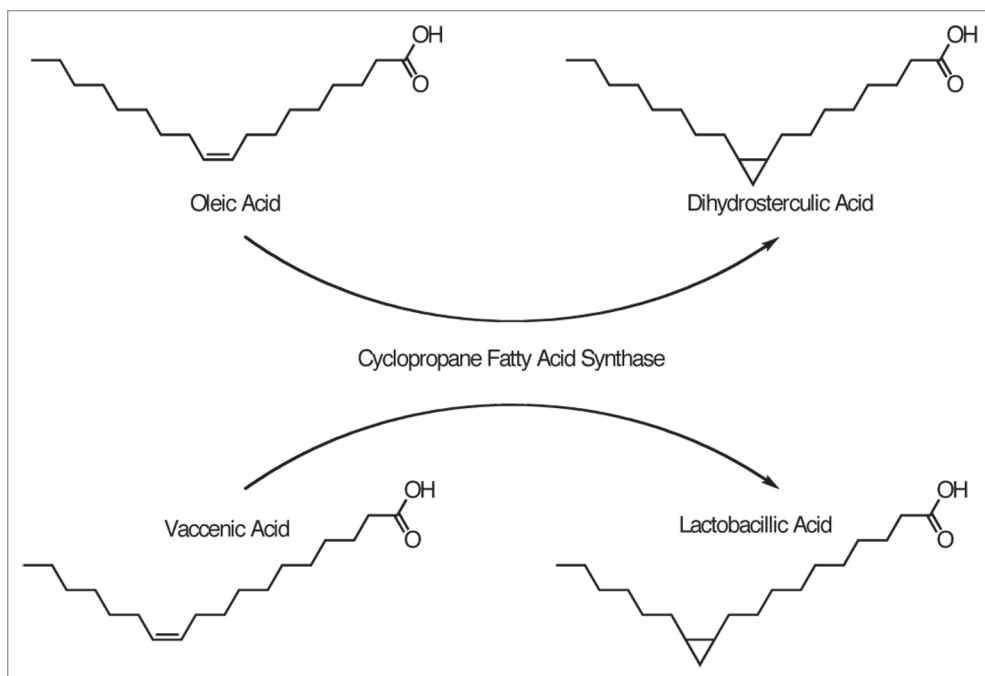 OH
O
OH
O
Oleic Acid
Dihydrosterculic Acid
Cyclopropane Fatty Acid Synthase
OH
O
OH
O
Vaccenic Acid
Lactobacillic Acid